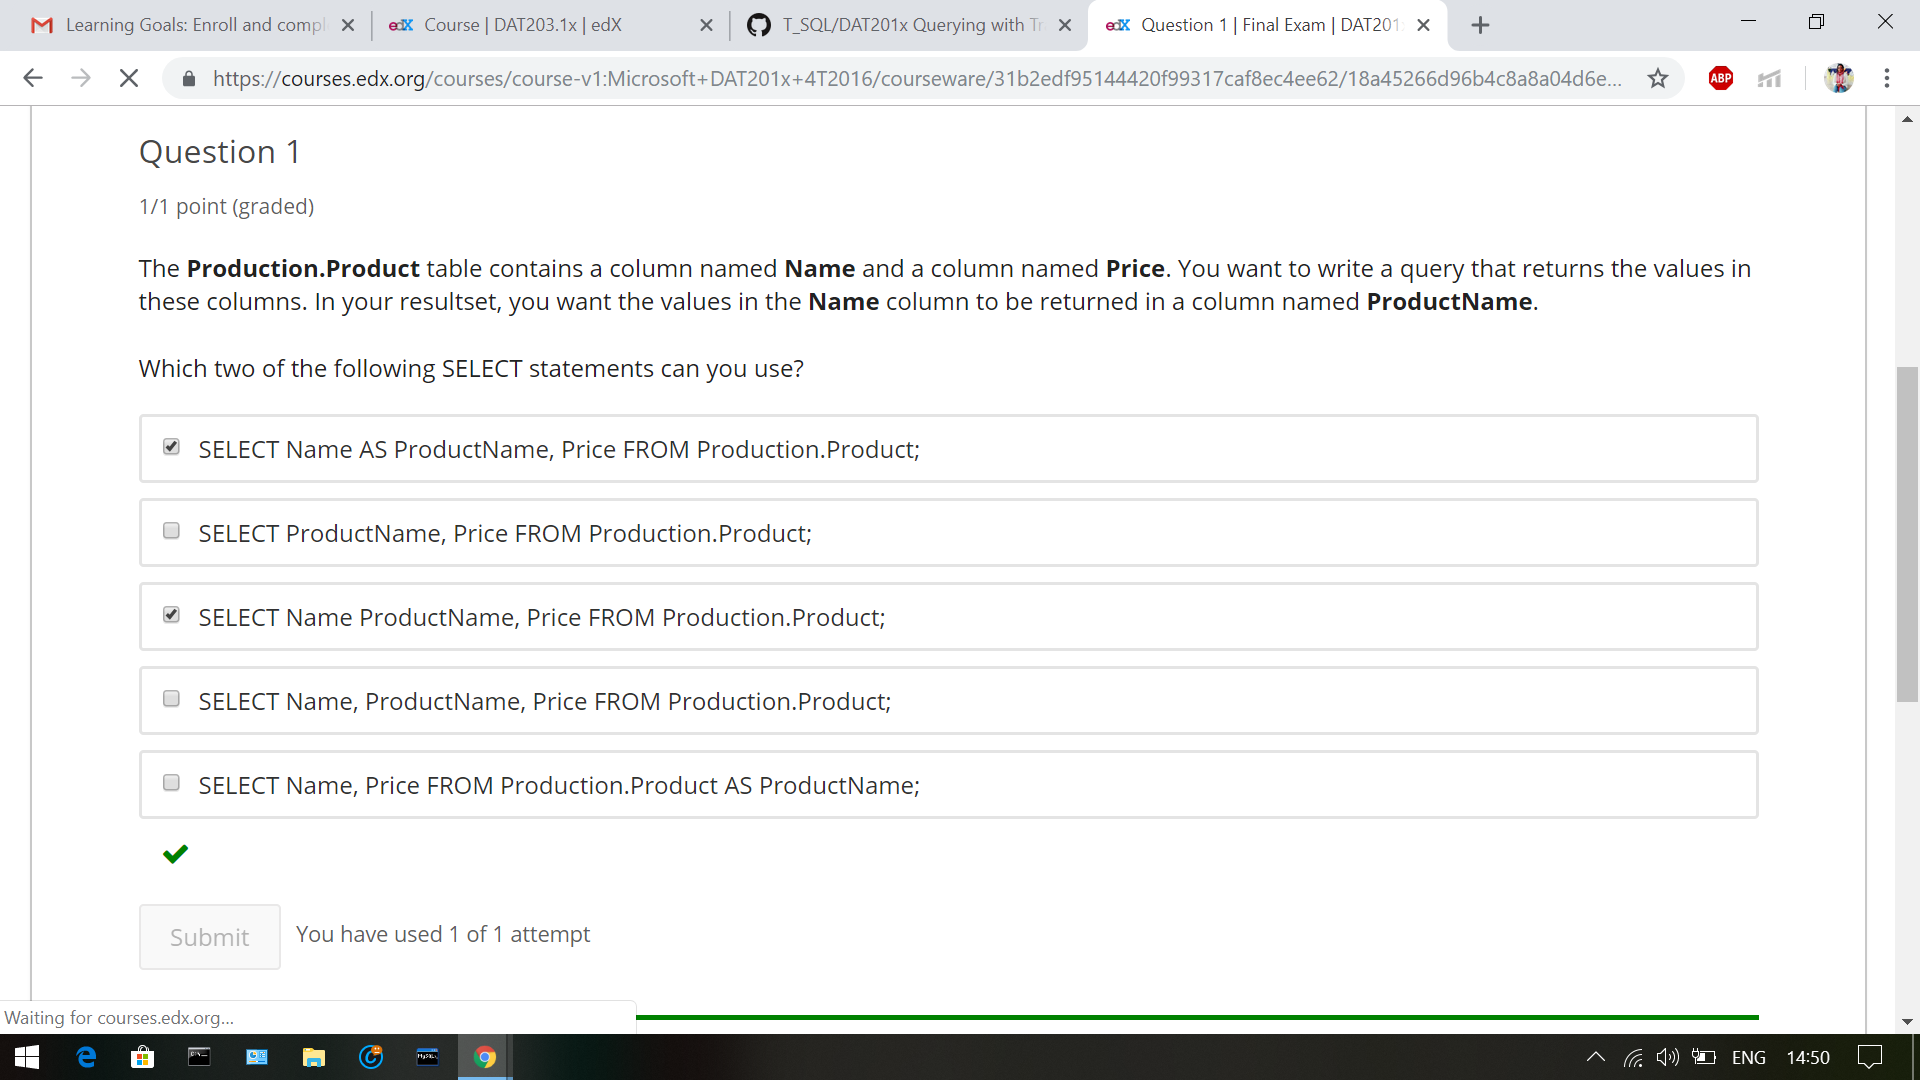 Learning Goals: Enroll and compl
edX Course | DAT203.1x | edX
T_SQL/DAT201x Querying with Tr
edX Question 1 | Final Exam | DAT201
https://courses.edx.org/courses/course-v1:Microsoft+DAT201x+4T2016/courseware/31b2edf95144420f99317caf8ec4ee62/18a45266d96b4c8a8a04d6e...
ABP
Question 1
1/1 point (graded)
The Production.Product table contains a column named Name and a column named Price. You want to write a query that returns the values in
these columns. In your resultset, you want the values in the Name column to be returned in a column named ProductName.
Which two of the following SELECT statements can you use?
SELECT Name AS ProductName, Price FROM Production.Product;
SELECT ProductName, Price FROM Production.Product;
SELECT Name ProductName, Price FROM Production.Product;
SELECT Name, ProductName, Price FROM Production.Product;
SELECT Name, Price FROM Production.Product AS ProductName;
Submit
You have used 1 of 1 attempt
Waiting for courses.edx.org...
ENG
14:50